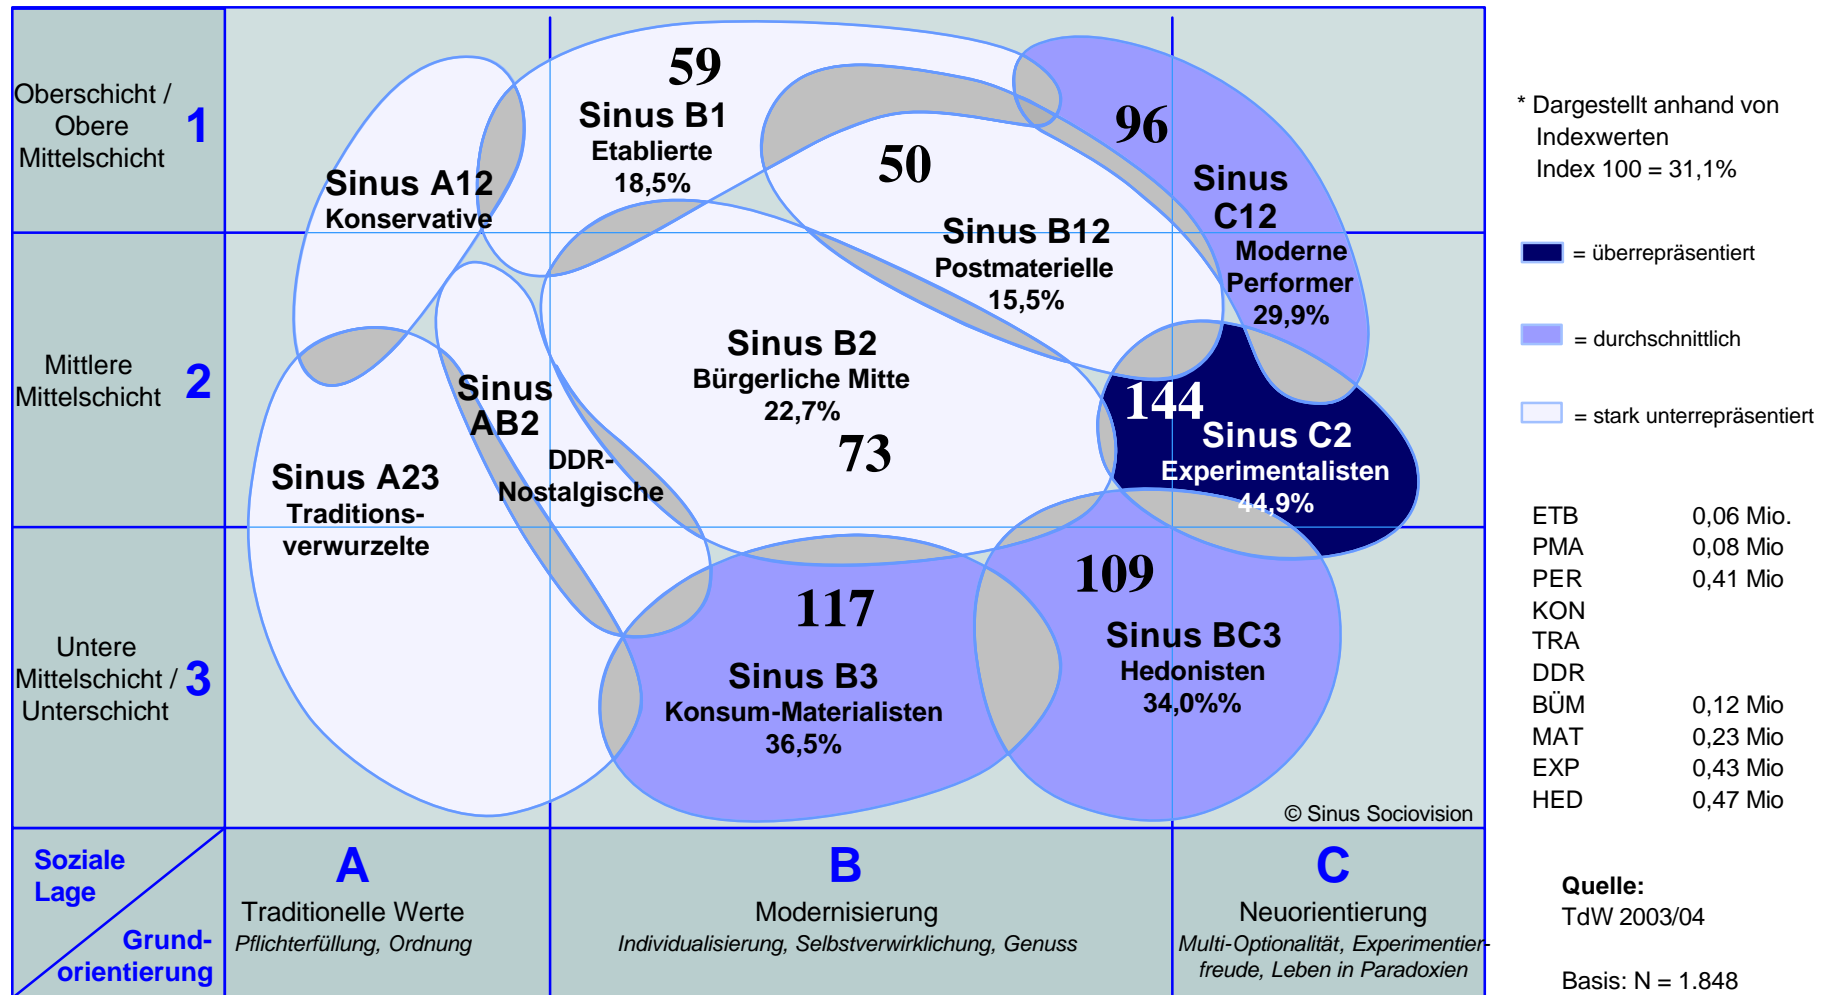 Oberschicht /
Obere
Mittelschicht
1
Mittlere
Mittelschicht
2
Untere
Mittelschicht /
Unterschicht
3
Soziale
Lage
Grund-
orientierung
59
Sinus B1
Etablierte
18,5%
Sinus A12
Konservative
50
Sinus B12
Postmaterielle
15,5%
96
Sinus
C12
Moderne
Performer
29,9%
Sinus B2
Bürgerliche Mitte
22,7%
73
Sinus
AB2
DDR-
Nostalgische
Sinus A23
Traditions-
verwurzelte
144
Sinus C2
Experimentalisten
44,9%
117
Sinus B3
Konsum-Materialisten
36,5%
109
Sinus BC3
Hedonisten
34,0%%
© Sinus Sociovision
A
Traditionelle Werte
Pflichterfüllung, Ordnung
B
Modernisierung
Individualisierung, Selbstverwirklichung, Genuss
C
Neuorientierung
Multi-Optionalität, Experimentier-
freude, Leben in Paradoxien
* Dargestellt anhand von
Indexwerten
Index 100 = 31,1%
= überrepräsentiert
= durchschnittlich
= stark unterrepräsentiert
ETB 0,06 Mio.
PMA 0,08 Mio
PER 0,41 Mio
KON
TRA
DDR
BÜM 0,12 Mio
MAT 0,23 Mio
EXP 0,43 Mio
HED 0,47 Mio
Quelle:
TdW 2003/04
Basis: N = 1.848